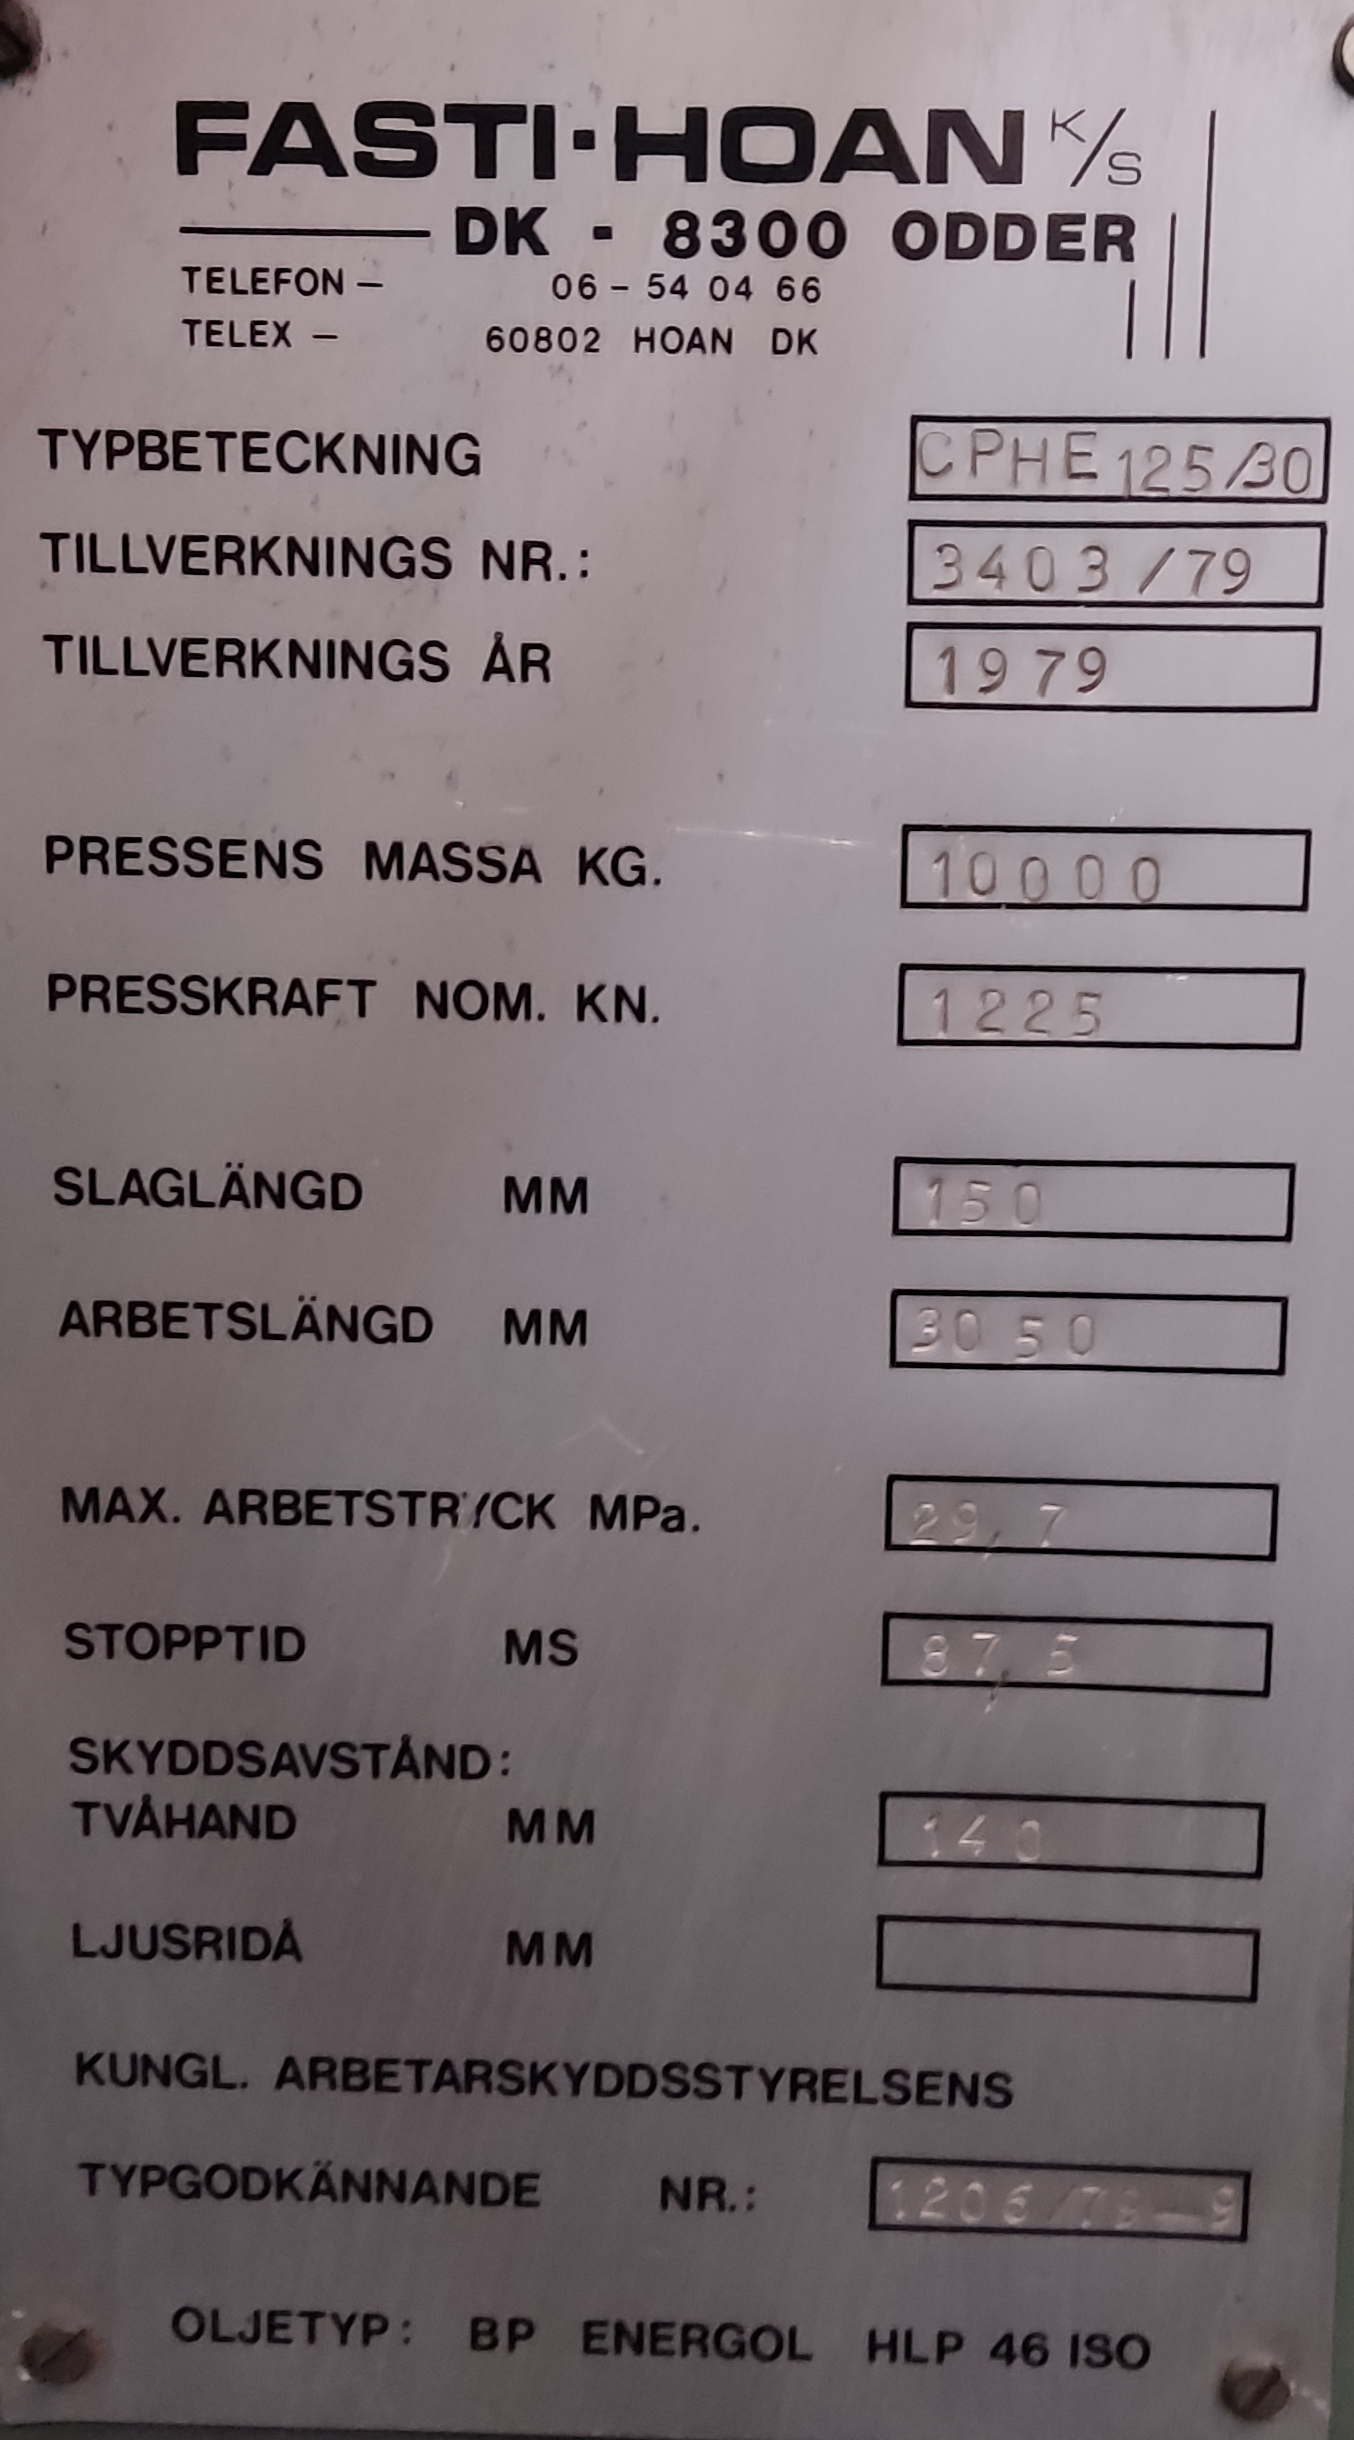 FASTI·HOAN K/S
DK - 8300 ODDER
TELEFON – 06 – 54 04 66
TELEX – 60802 HOAN DK
TYPBETECKNING CPHE 125/30
TILLVERKNINGS NR.: 3403/79
TILLVERKNINGS ÅR 1979
PRESSENS MASSA KG. 10000
PRESSKRAFT NOM. KN. 1225
SLAGLÄNGD MM 150
ARBETSLÄNGD MM 3050
MAX. ARBETSTRYCK MPa. 29,7
STOPPTID MS 87,5
SKYDDSAVSTÅND:
TVÅHAND MM 140
LJUSRIDÅ MM
KUNGL. ARBETARSKYDDSSTYRELSENS
TYPGODKÄNNANDE NR.:
OLJETYP: BP ENERGOL HLP 46 ISO